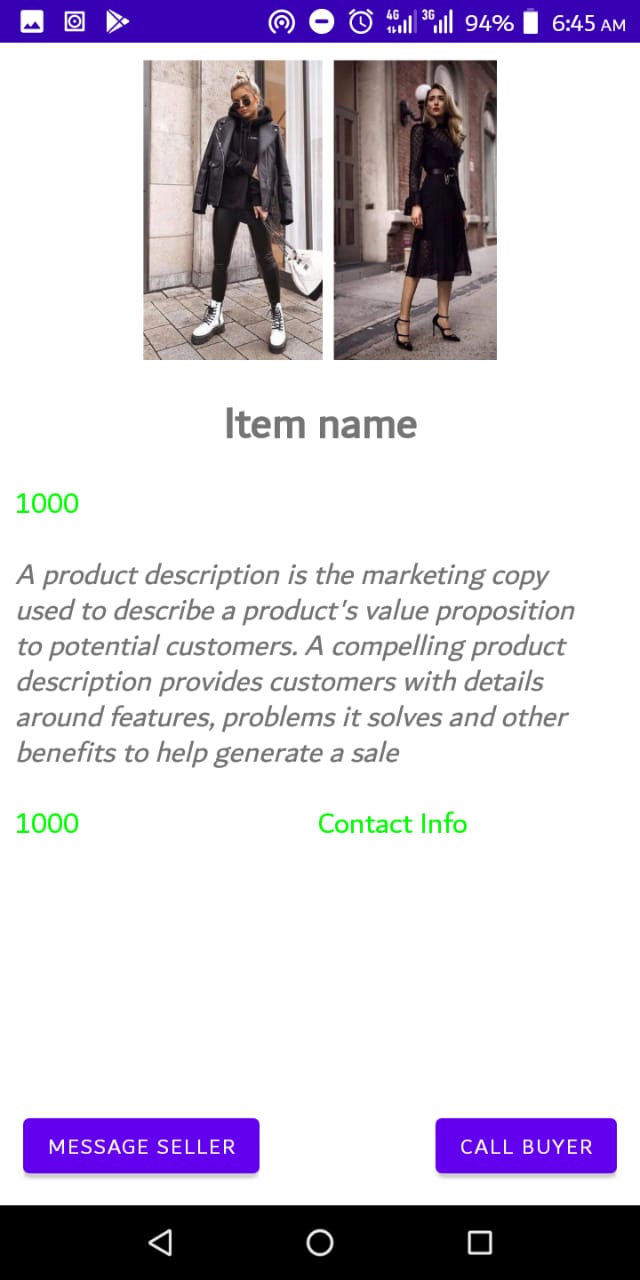 4G 3G 94% 6:45 AM
Item name
1000
A product description is the marketing copy
used to describe a product's value proposition
to potential customers. A compelling product
description provides customers with details
around features, problems it solves and other
benefits to help generate a sale
1000 Contact Info
MESSAGE SELLER CALL BUYER